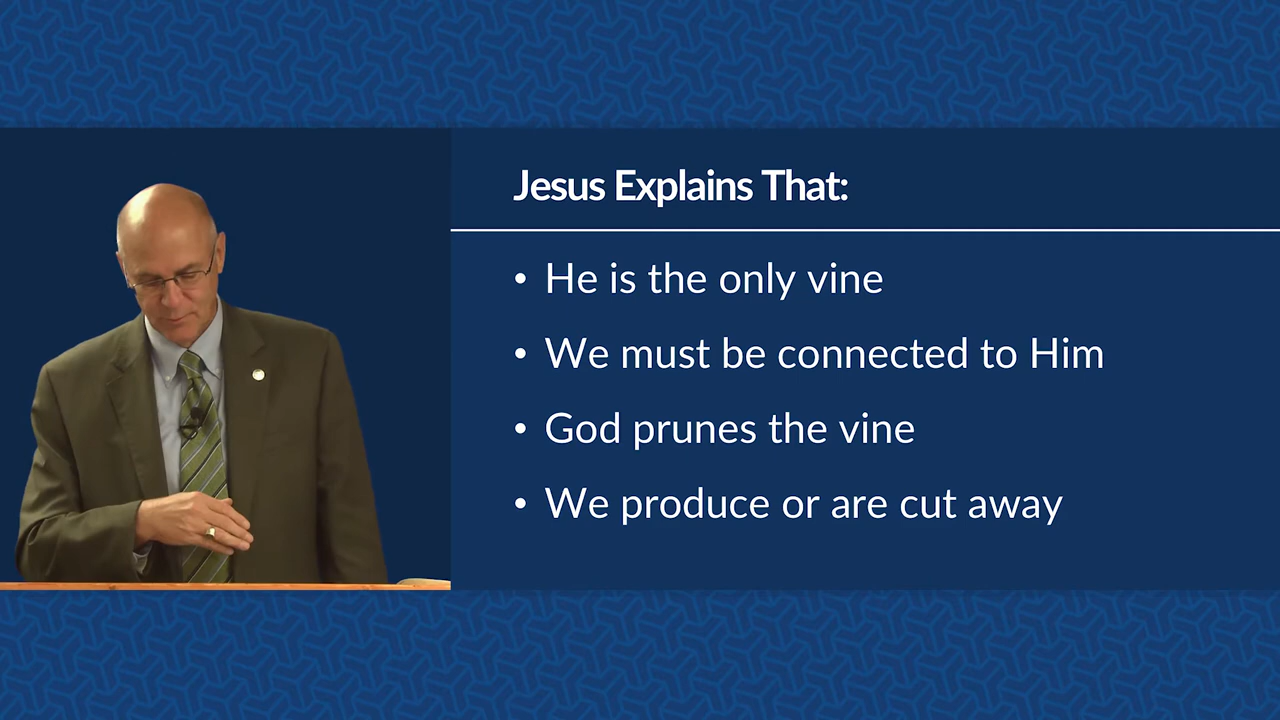 Jesus Explains That:
• He is the only vine
• We must be connected to Him
• God prunes the vine
• We produce or are cut away